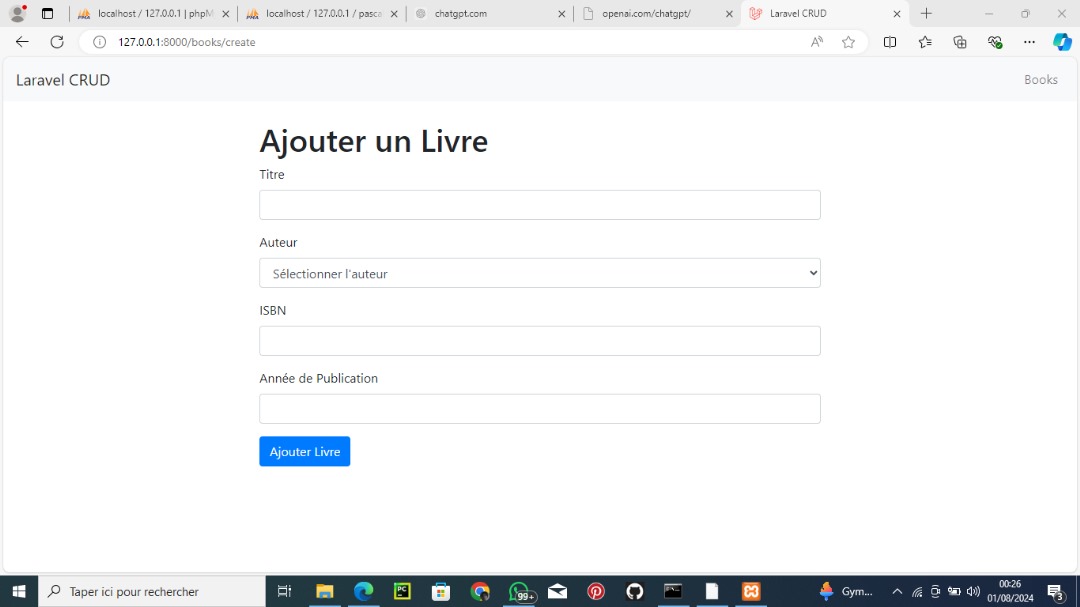 localhost / 127.0.0.1 | phpM
localhost / 127.0.0.1 / pasca
chatgpt.com
openai.com/chatgpt/
Laravel CRUD
127.0.0.1:8000/books/create
Laravel CRUD
Books
Ajouter un Livre
Titre
Auteur
Sélectionner l'auteur
ISBN
Année de Publication
Ajouter Livre
Taper ici pour rechercher
PC
99+
Gym...
00:26
01/08/2024
3